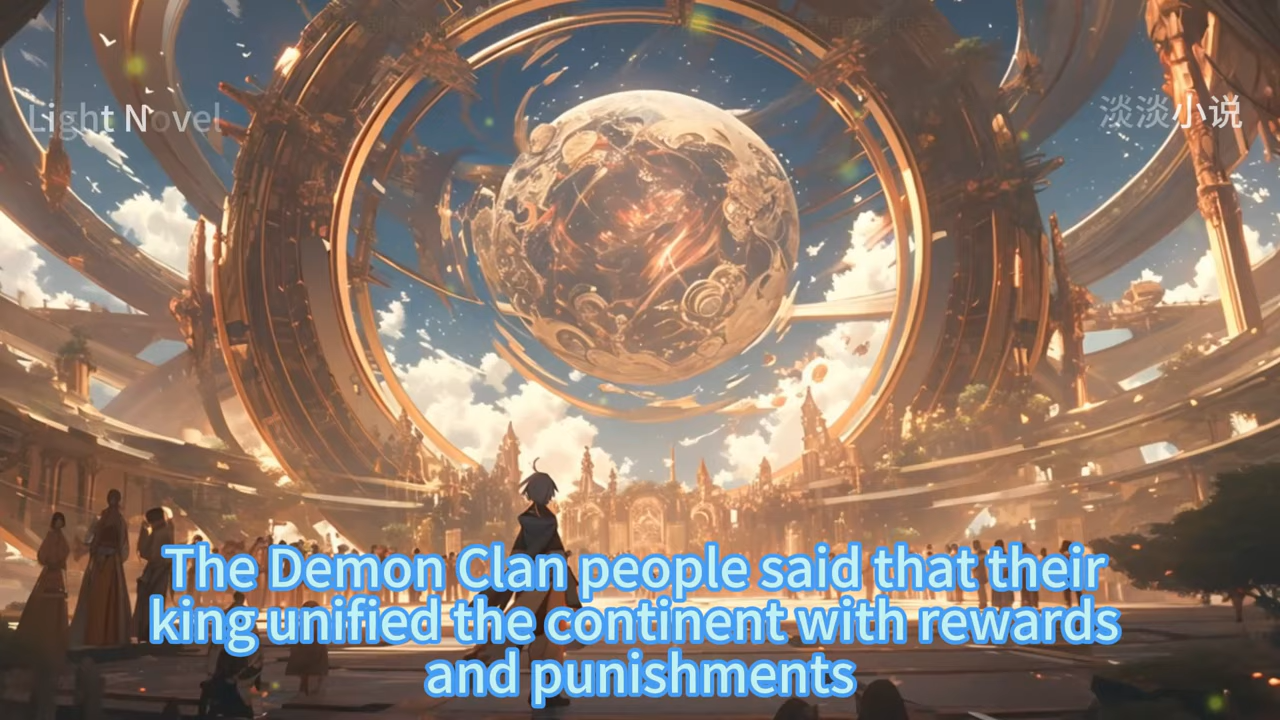 Light Novel
淡淡小说
The Demon Clan people said that their
king unified the continent with rewards
and punishments